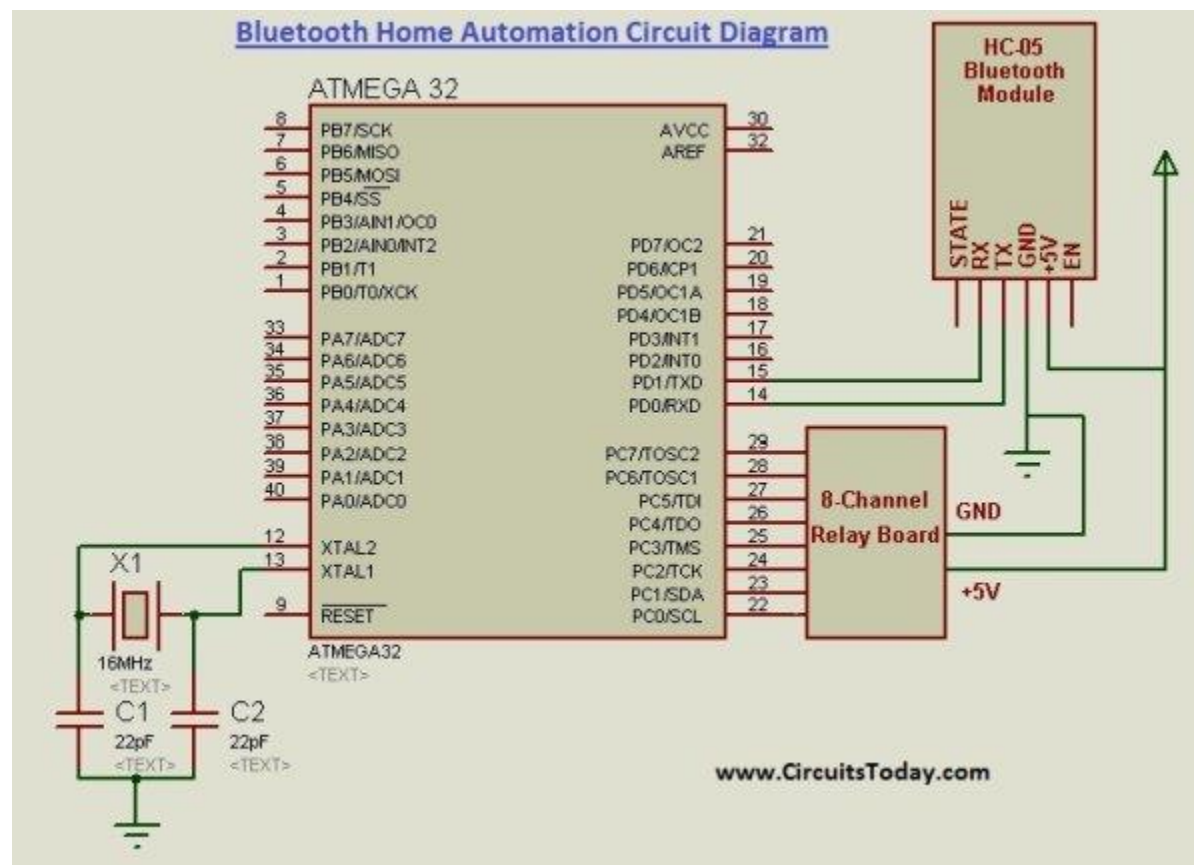 Bluetooth Home Automation Circuit Diagram
HC-05
Bluetooth
Module
STATE
RX
TX
GND
+5V
EN
ATMEGA 32
8 PB7/SCK
7 PB6/MISO
6 PB5/MOSI
5 PB4/SS
4 PB3/AIN1/OC0
3 PB2/AIN0/INT2
2 PB1/T1
1 PB0/T0/XCK
33 PA7/ADC7
34 PA6/ADC6
35 PA5/ADC5
36 PA4/ADC4
37 PA3/ADC3
38 PA2/ADC2
39 PA1/ADC1
40 PA0/ADC0
12 XTAL2
13 XTAL1
9 RESET
AVCC 30
AREF 32
PD7/OC2 21
PD6/ICP1 20
PD5/OC1A 19
PD4/OC1B 18
PD3/INT1 17
PD2/INT0 16
PD1/TXD 15
PD0/RXD 14
PC7/TOSC2 29
PC6/TOSC1 28
PC5/TDI 27
PC4/TDO 26
PC3/TMS 25
PC2/TCK 24
PC1/SDA 23
PC0/SCL 22
ATMEGA32
<TEXT>
8-Channel
Relay Board
GND
+5V
X1
16MHz
<TEXT>
C1
22pF
<TEXT>
C2
22pF
<TEXT>
www.CircuitsToday.com